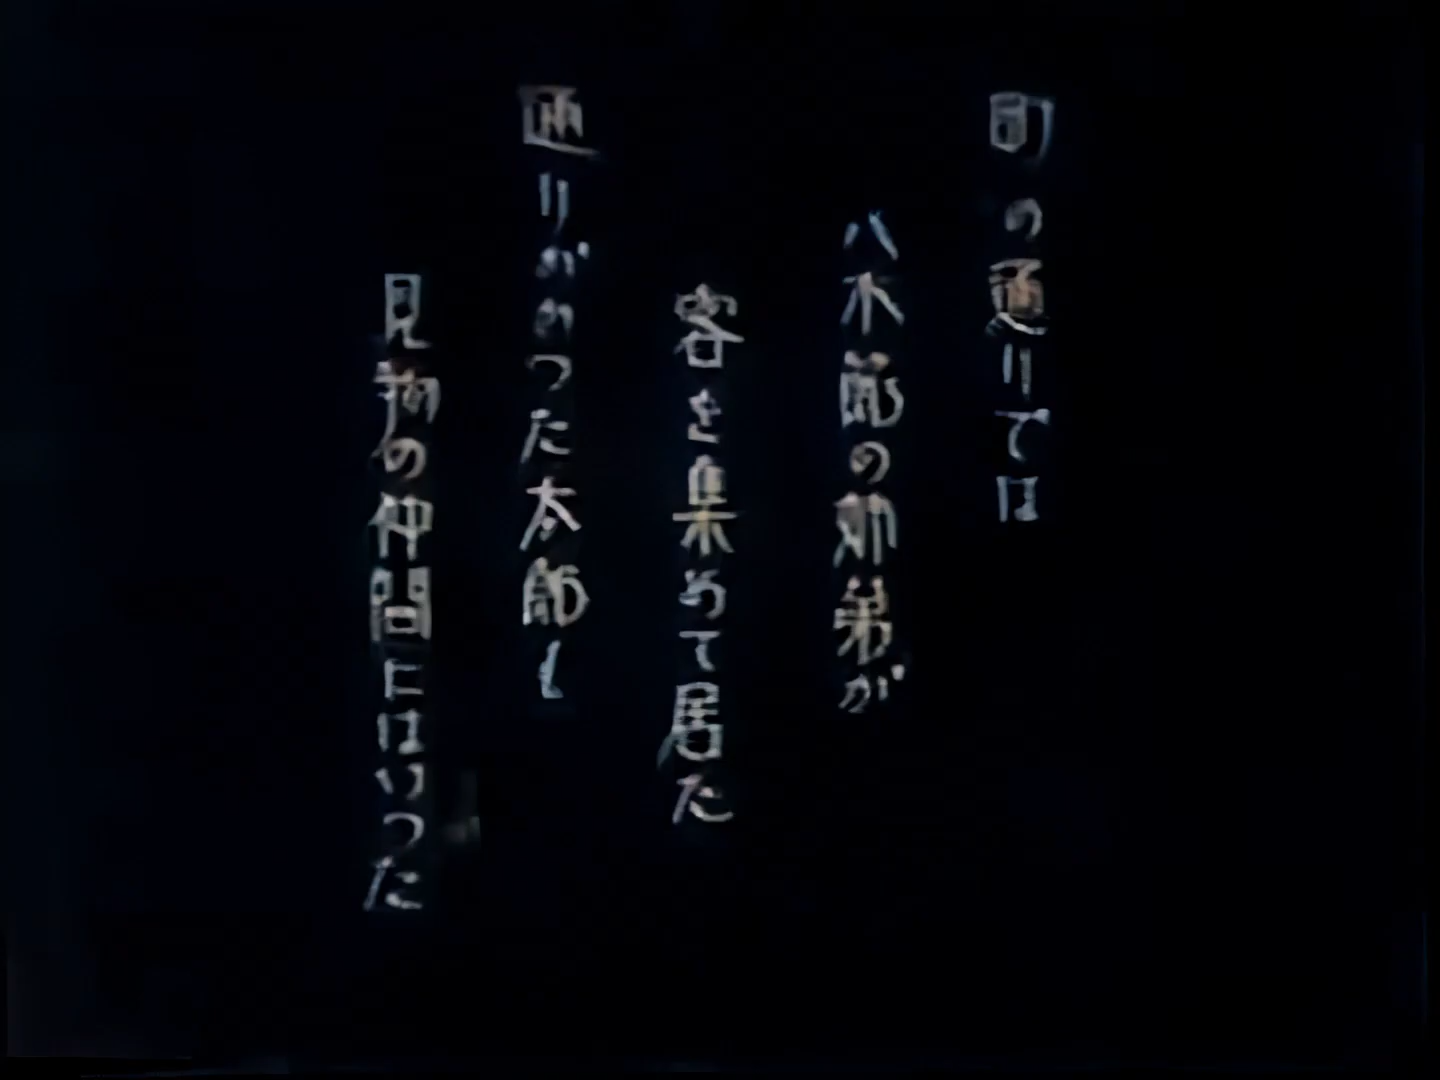 町の通りでは
八木節の姉弟が
客を集めて居た
通りがかつた太郎も
見物の仲間にはいつた